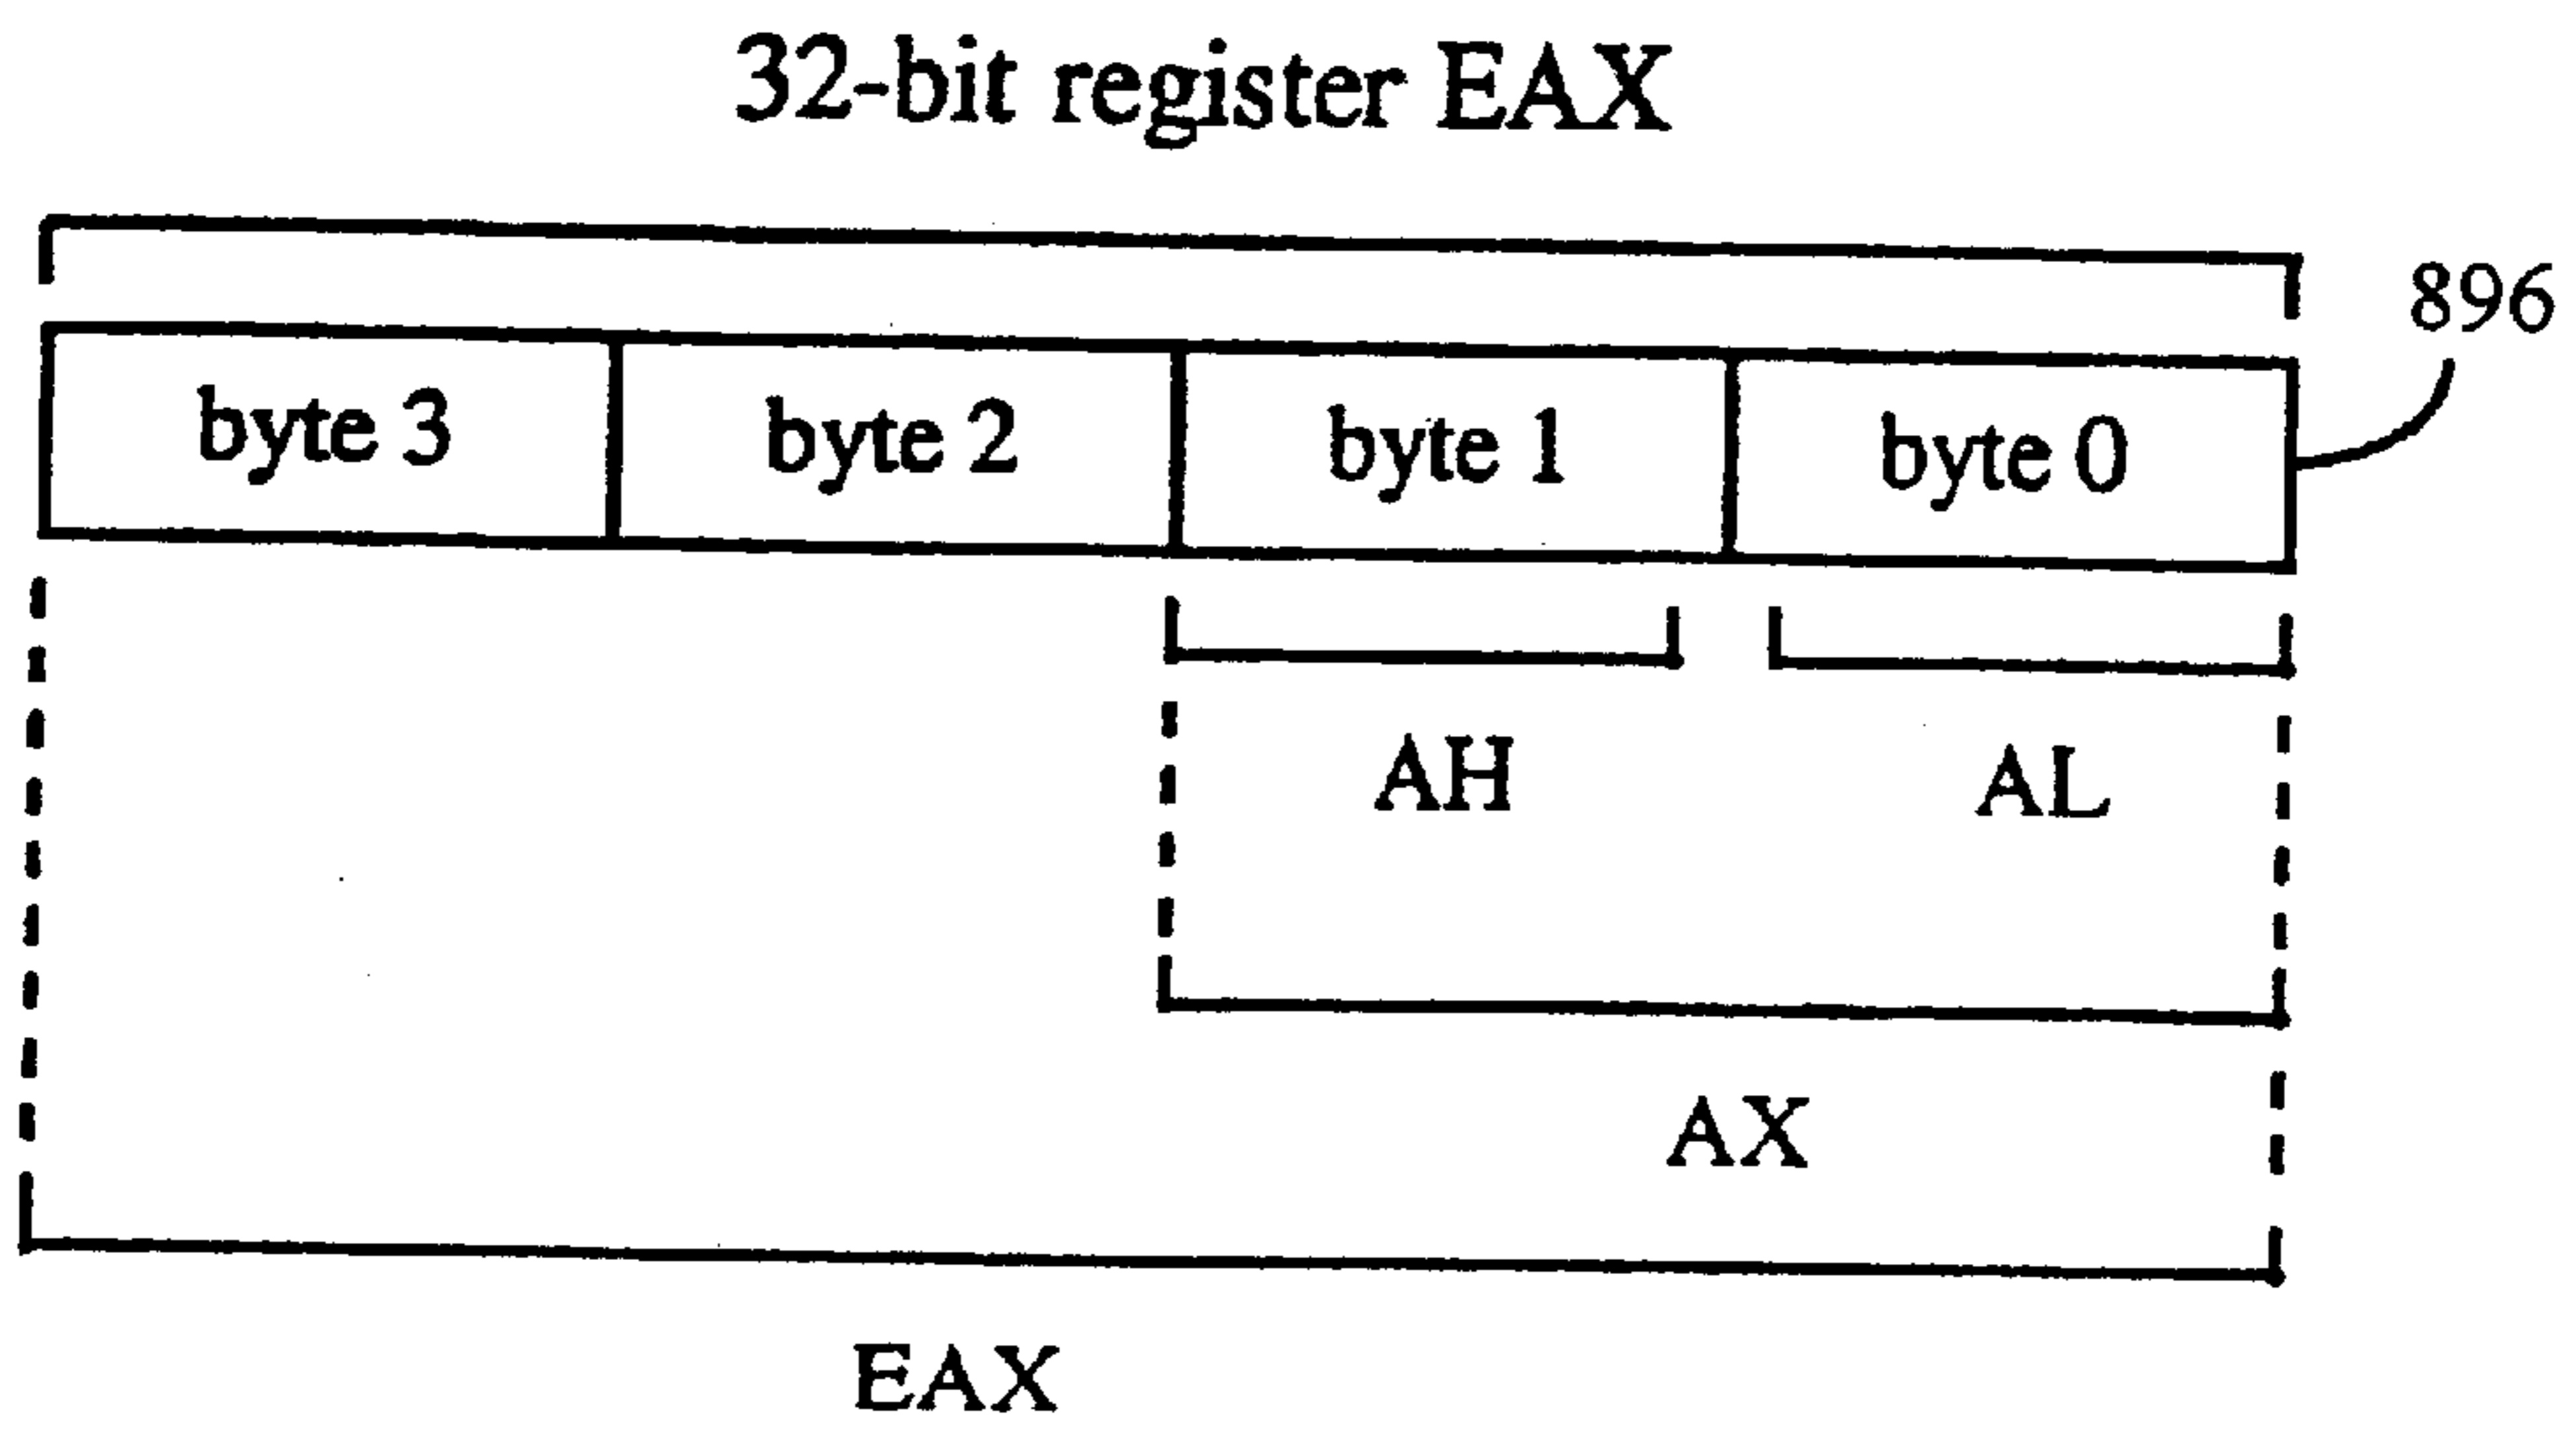 32-bit register EAX
896
byte 3 byte 2 byte 1 byte 0
AH AL
AX
EAX